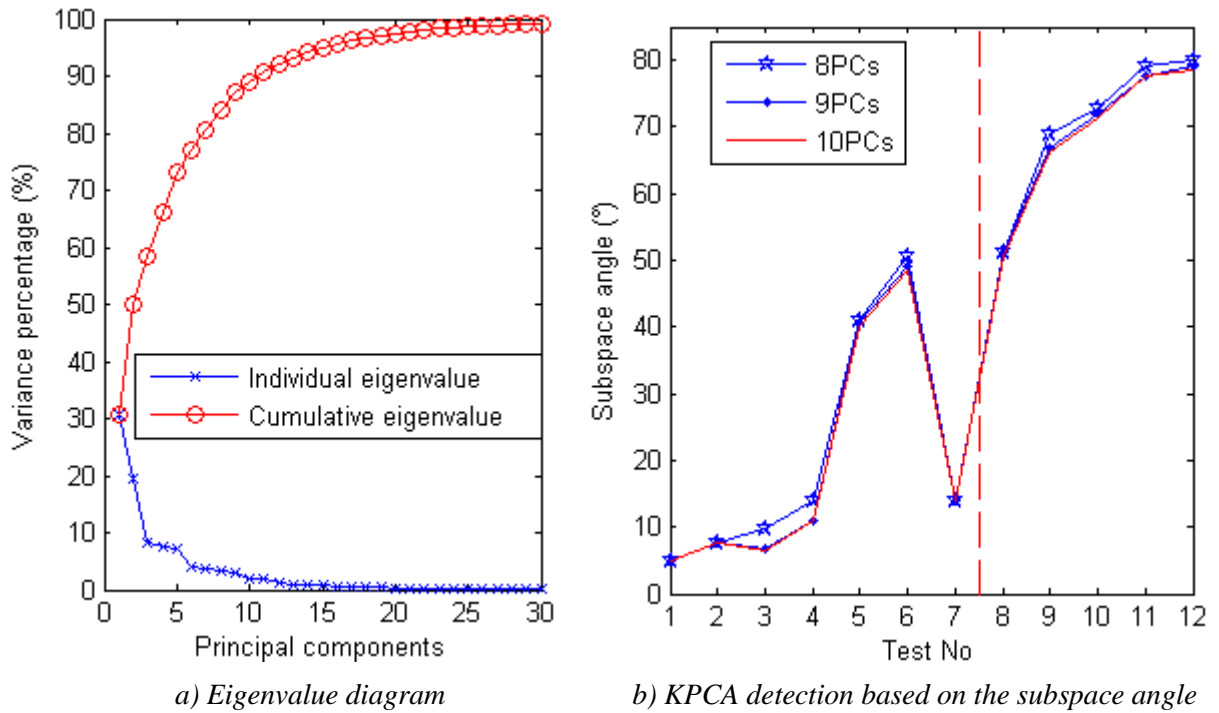 100
90
80
70
60
50
40
30
20
10
0
Variance percentage (%)
Individual eigenvalue
Cumulative eigenvalue
0 5 10 15 20 25 30
Principal components
a) Eigenvalue diagram
80
70
60
50
40
30
20
10
0
Subspace angle (°)
8PCs
9PCs
10PCs
1 2 3 4 5 6 7 8 9 10 11 12
Test No
b) KPCA detection based on the subspace angle